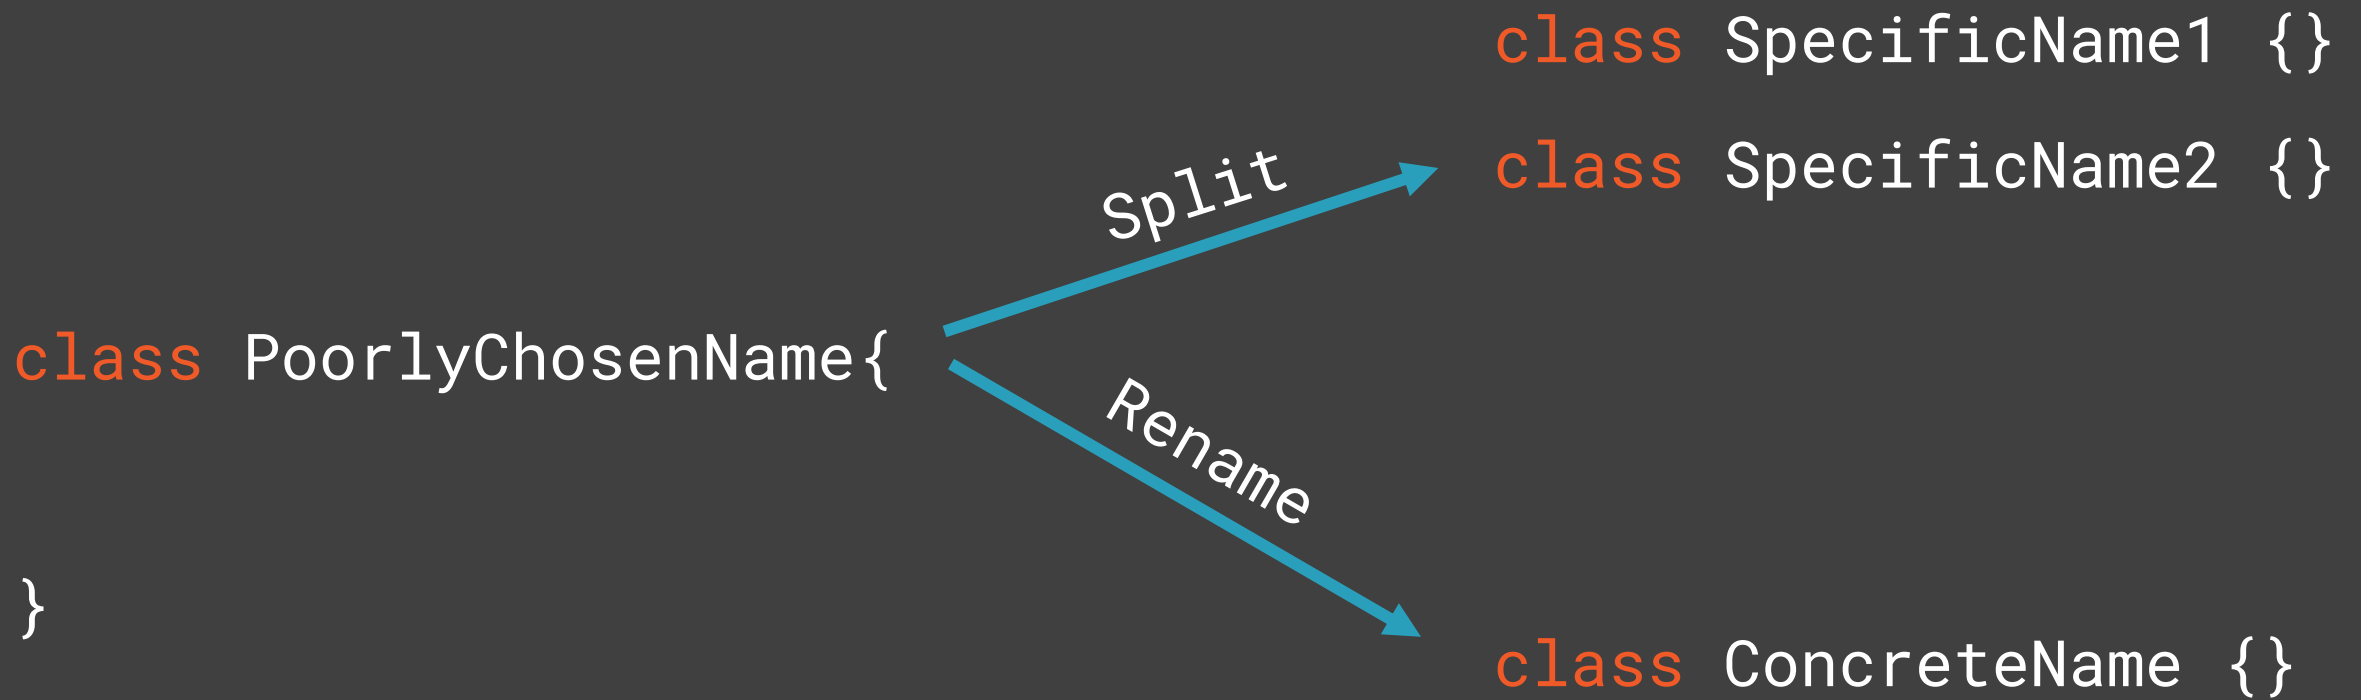 class SpecificName1 {}
class SpecificName2 {}
Split
class PoorlyChosenName{
Rename
}
class ConcreteName {}